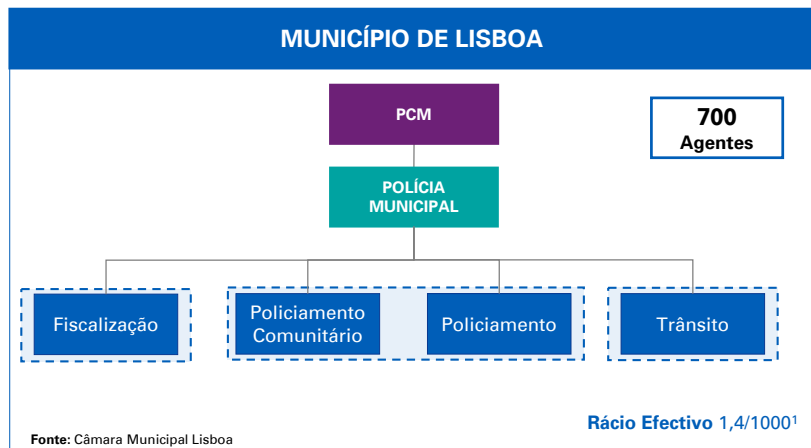 MUNICÍPIO DE LISBOA
PCM
700
Agentes
POLÍCIA
MUNICIPAL
Fiscalização
Policiamento
Comunitário
Policiamento
Trânsito
Rácio Efectivo 1,4/1000¹
Fonte: Câmara Municipal Lisboa